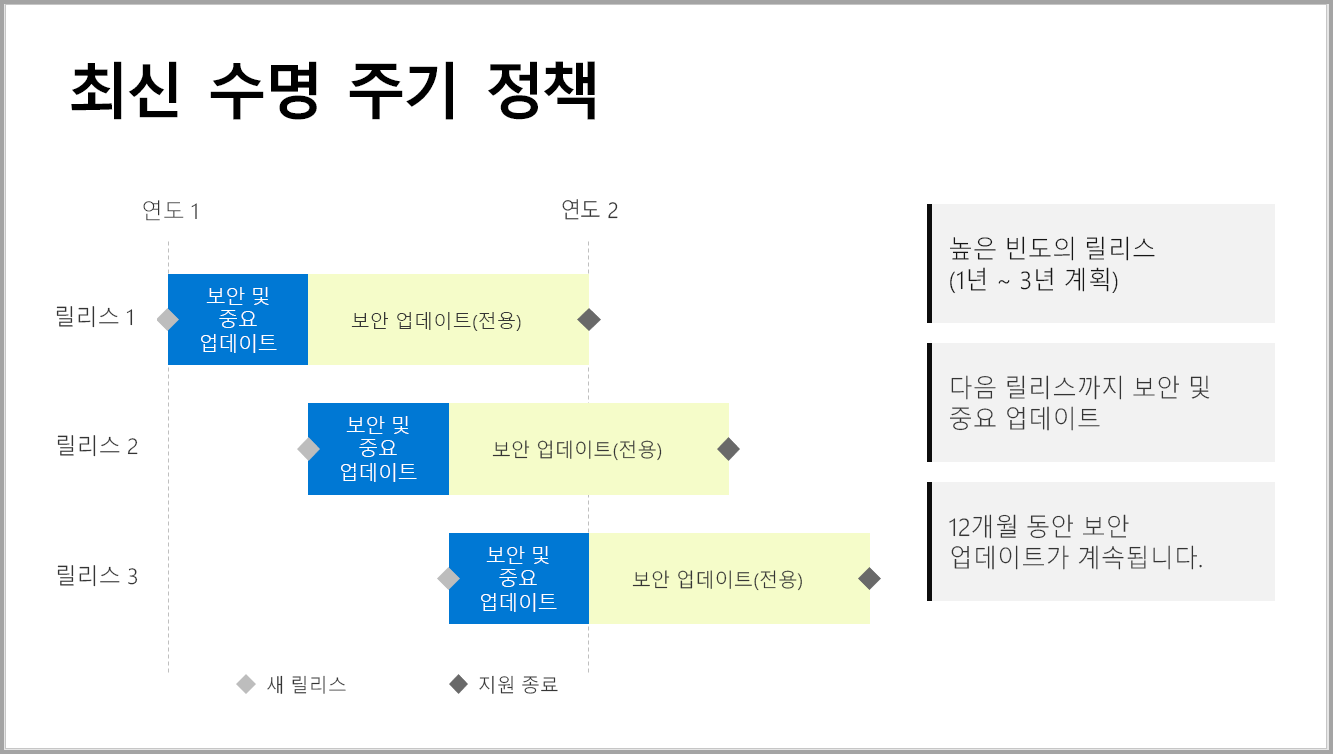 최신 수명 주기 정책
연도 1
연도 2
릴리스 1
보안 및
중요
업데이트
보안 업데이트(전용)
릴리스 2
보안 및
중요
업데이트
보안 업데이트(전용)
릴리스 3
보안 및
중요
업데이트
보안 업데이트(전용)
새 릴리스
지원 종료
높은 빈도의 릴리스
(1년 ~ 3년 계획)
다음 릴리스까지 보안 및
중요 업데이트
12개월 동안 보안
업데이트가 계속됩니다.